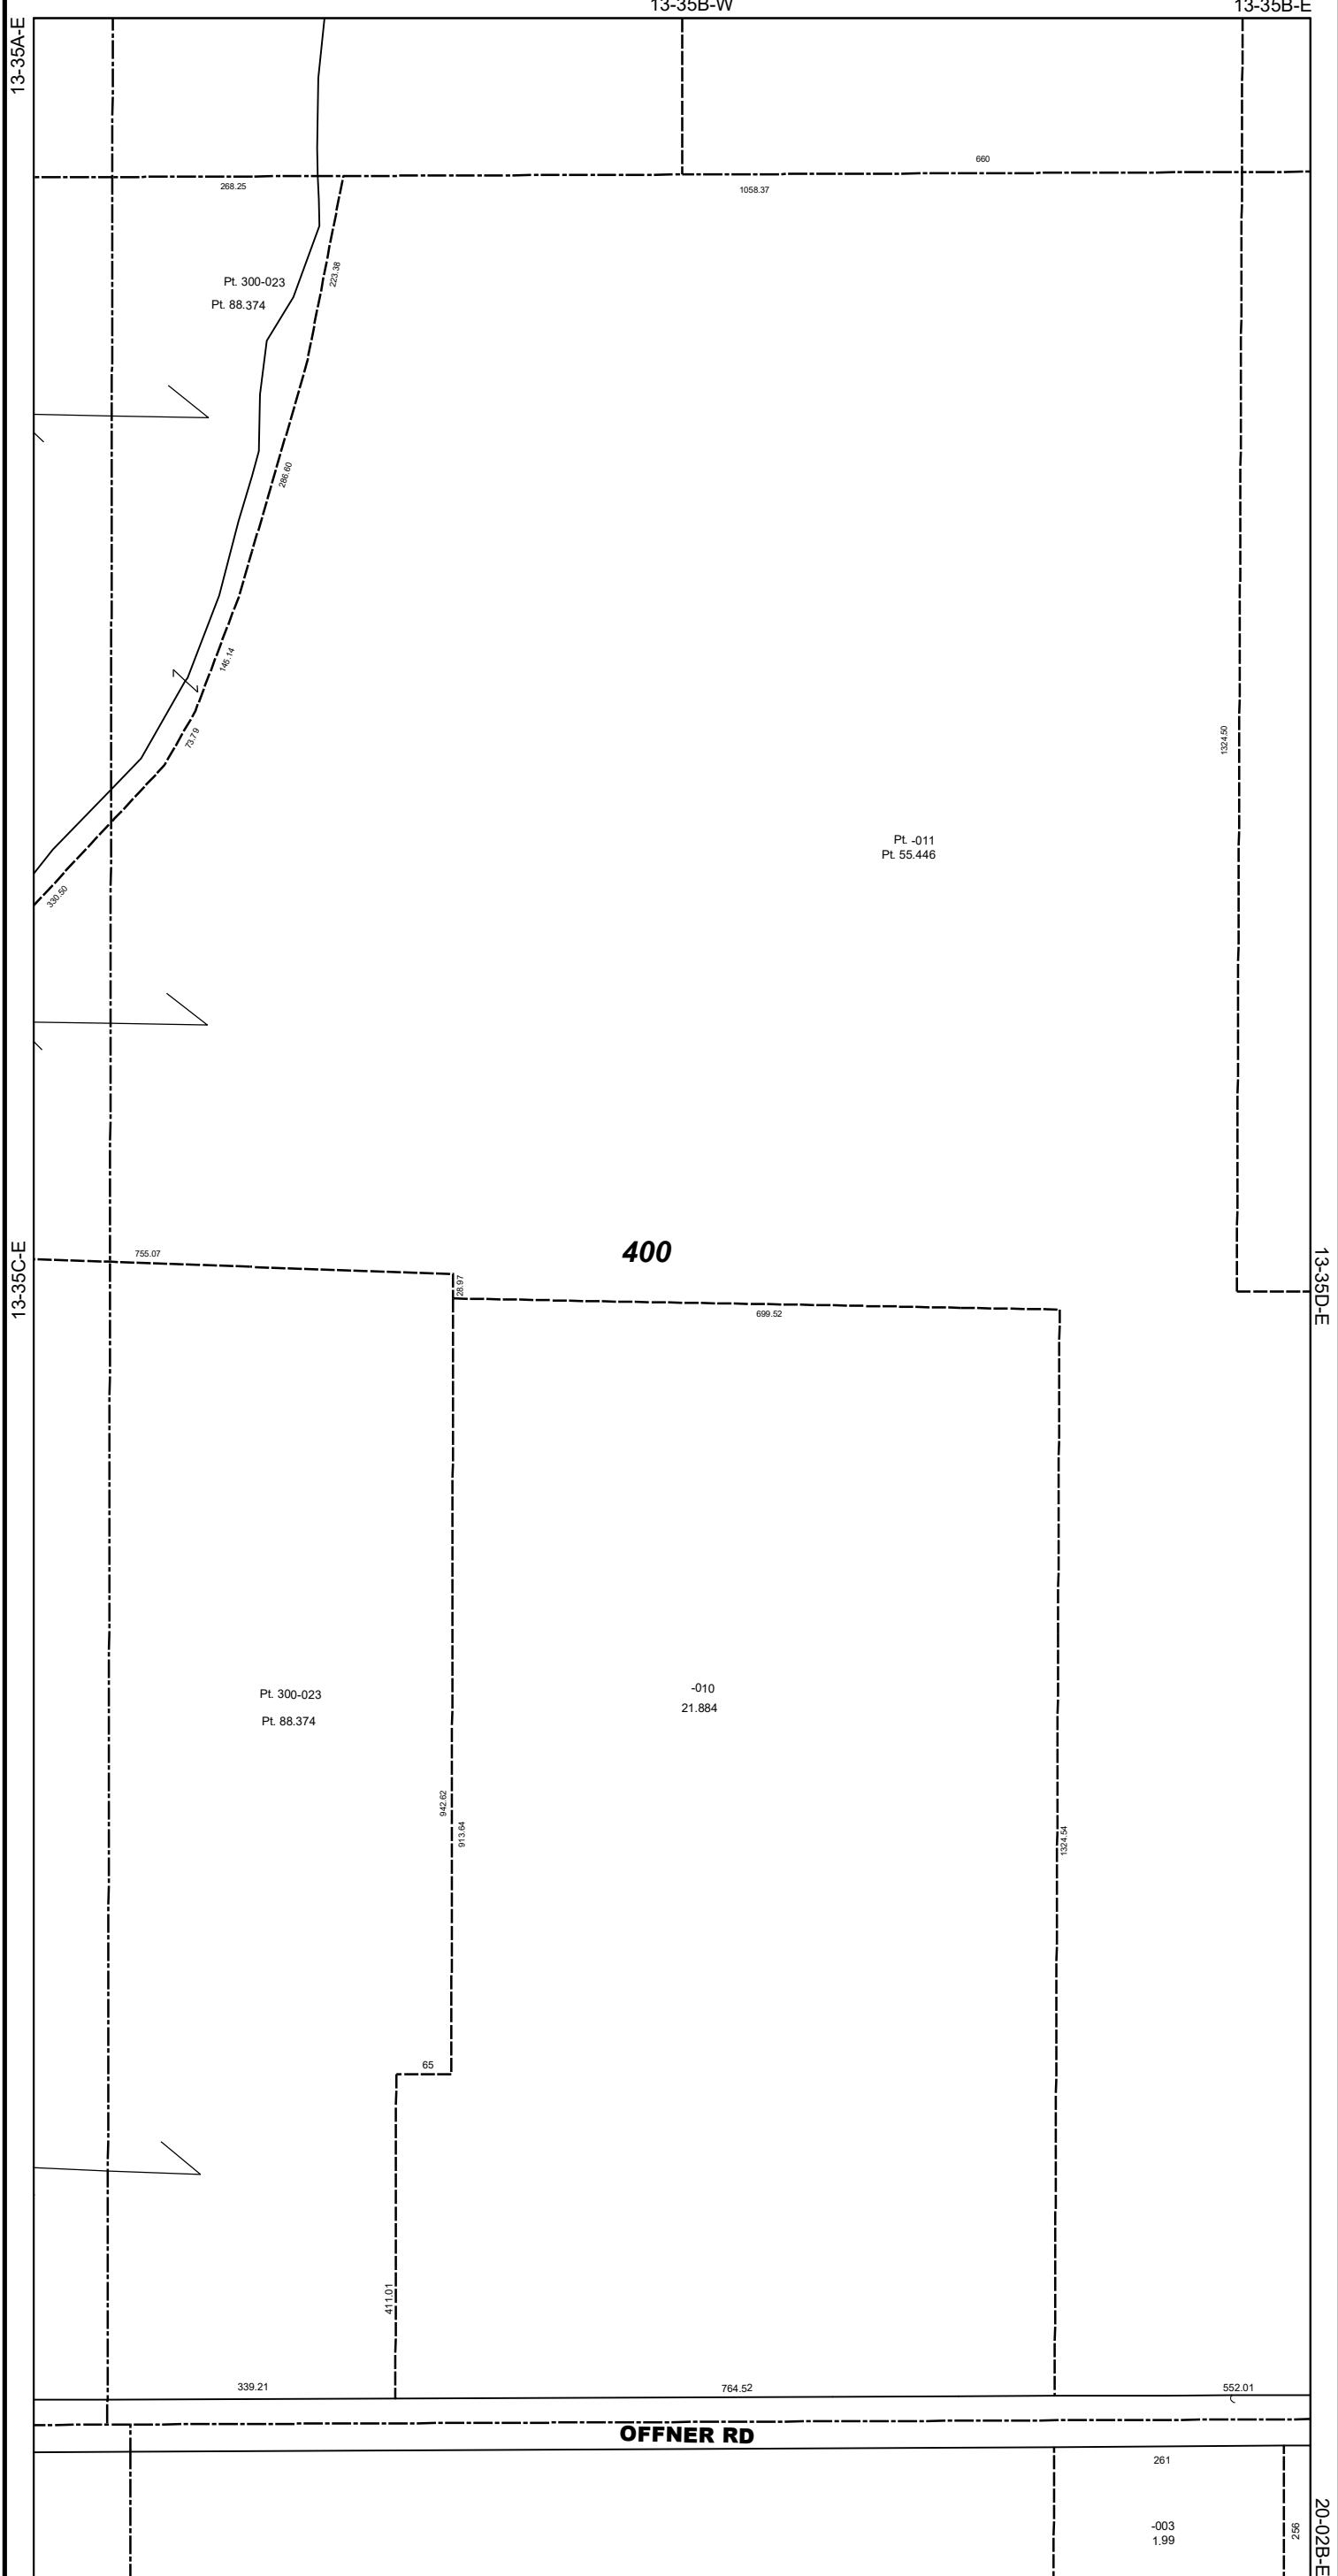 13-35B-W
13-35B-E
13-35A-E
660
268.25
1058.37
223.38
Pt. 300-023
Pt. 88.374
286.60
145.14
73.79
1324.50
Pt. -011
Pt. 55.446
330.50
13-35C-E
755.07
400
13-35D-E
28.97
699.52
Pt. 300-023
Pt. 88.374
-010
21.884
942.62
913.64
1324.54
65
411.01
339.21
764.52
552.01
OFFNER RD
261
-003
1.99
256
20-02B-E